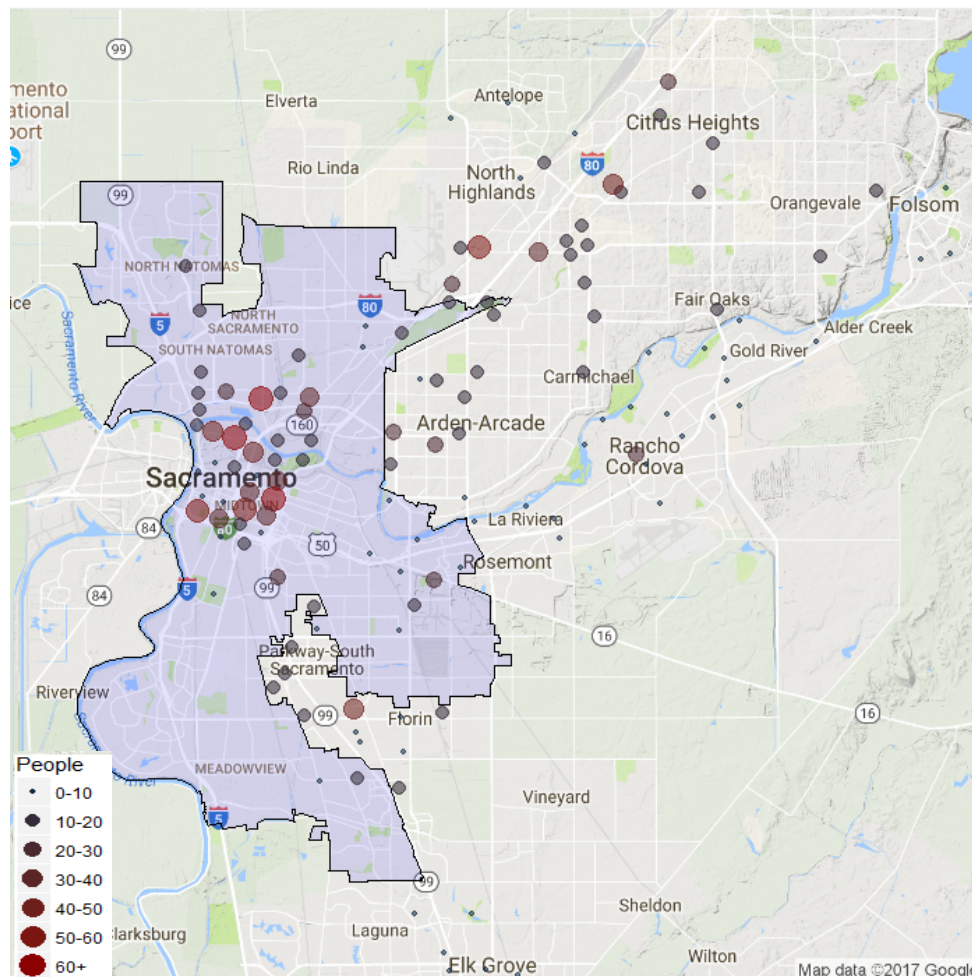 99
mento
ational
port
Elverta
Antelope
Citrus Heights
Rio Linda
North
Highlands
80
99
Orangevale
Folsom
NORTH NATOMAS
ice
80
Fair Oaks
5
NORTH
SACRAMENTO
Alder Creek
Sacramento River
SOUTH NATOMAS
Gold River
Carmichael
160
Arden-Arcade
Rancho
Cordova
Sacramento
MIDTOWN
84
80
La Riviera
50
Rosemont
5
99
84
16
Parkway-South
Sacramento
Riverview
99
Florin
16
MEADOWVIEW
River
Vineyard
5
99
Sheldon
Clarksburg
Laguna
Elk Grove
Wilton
People
0-10
10-20
20-30
30-40
40-50
50-60
60+
Map data ©2017 Google